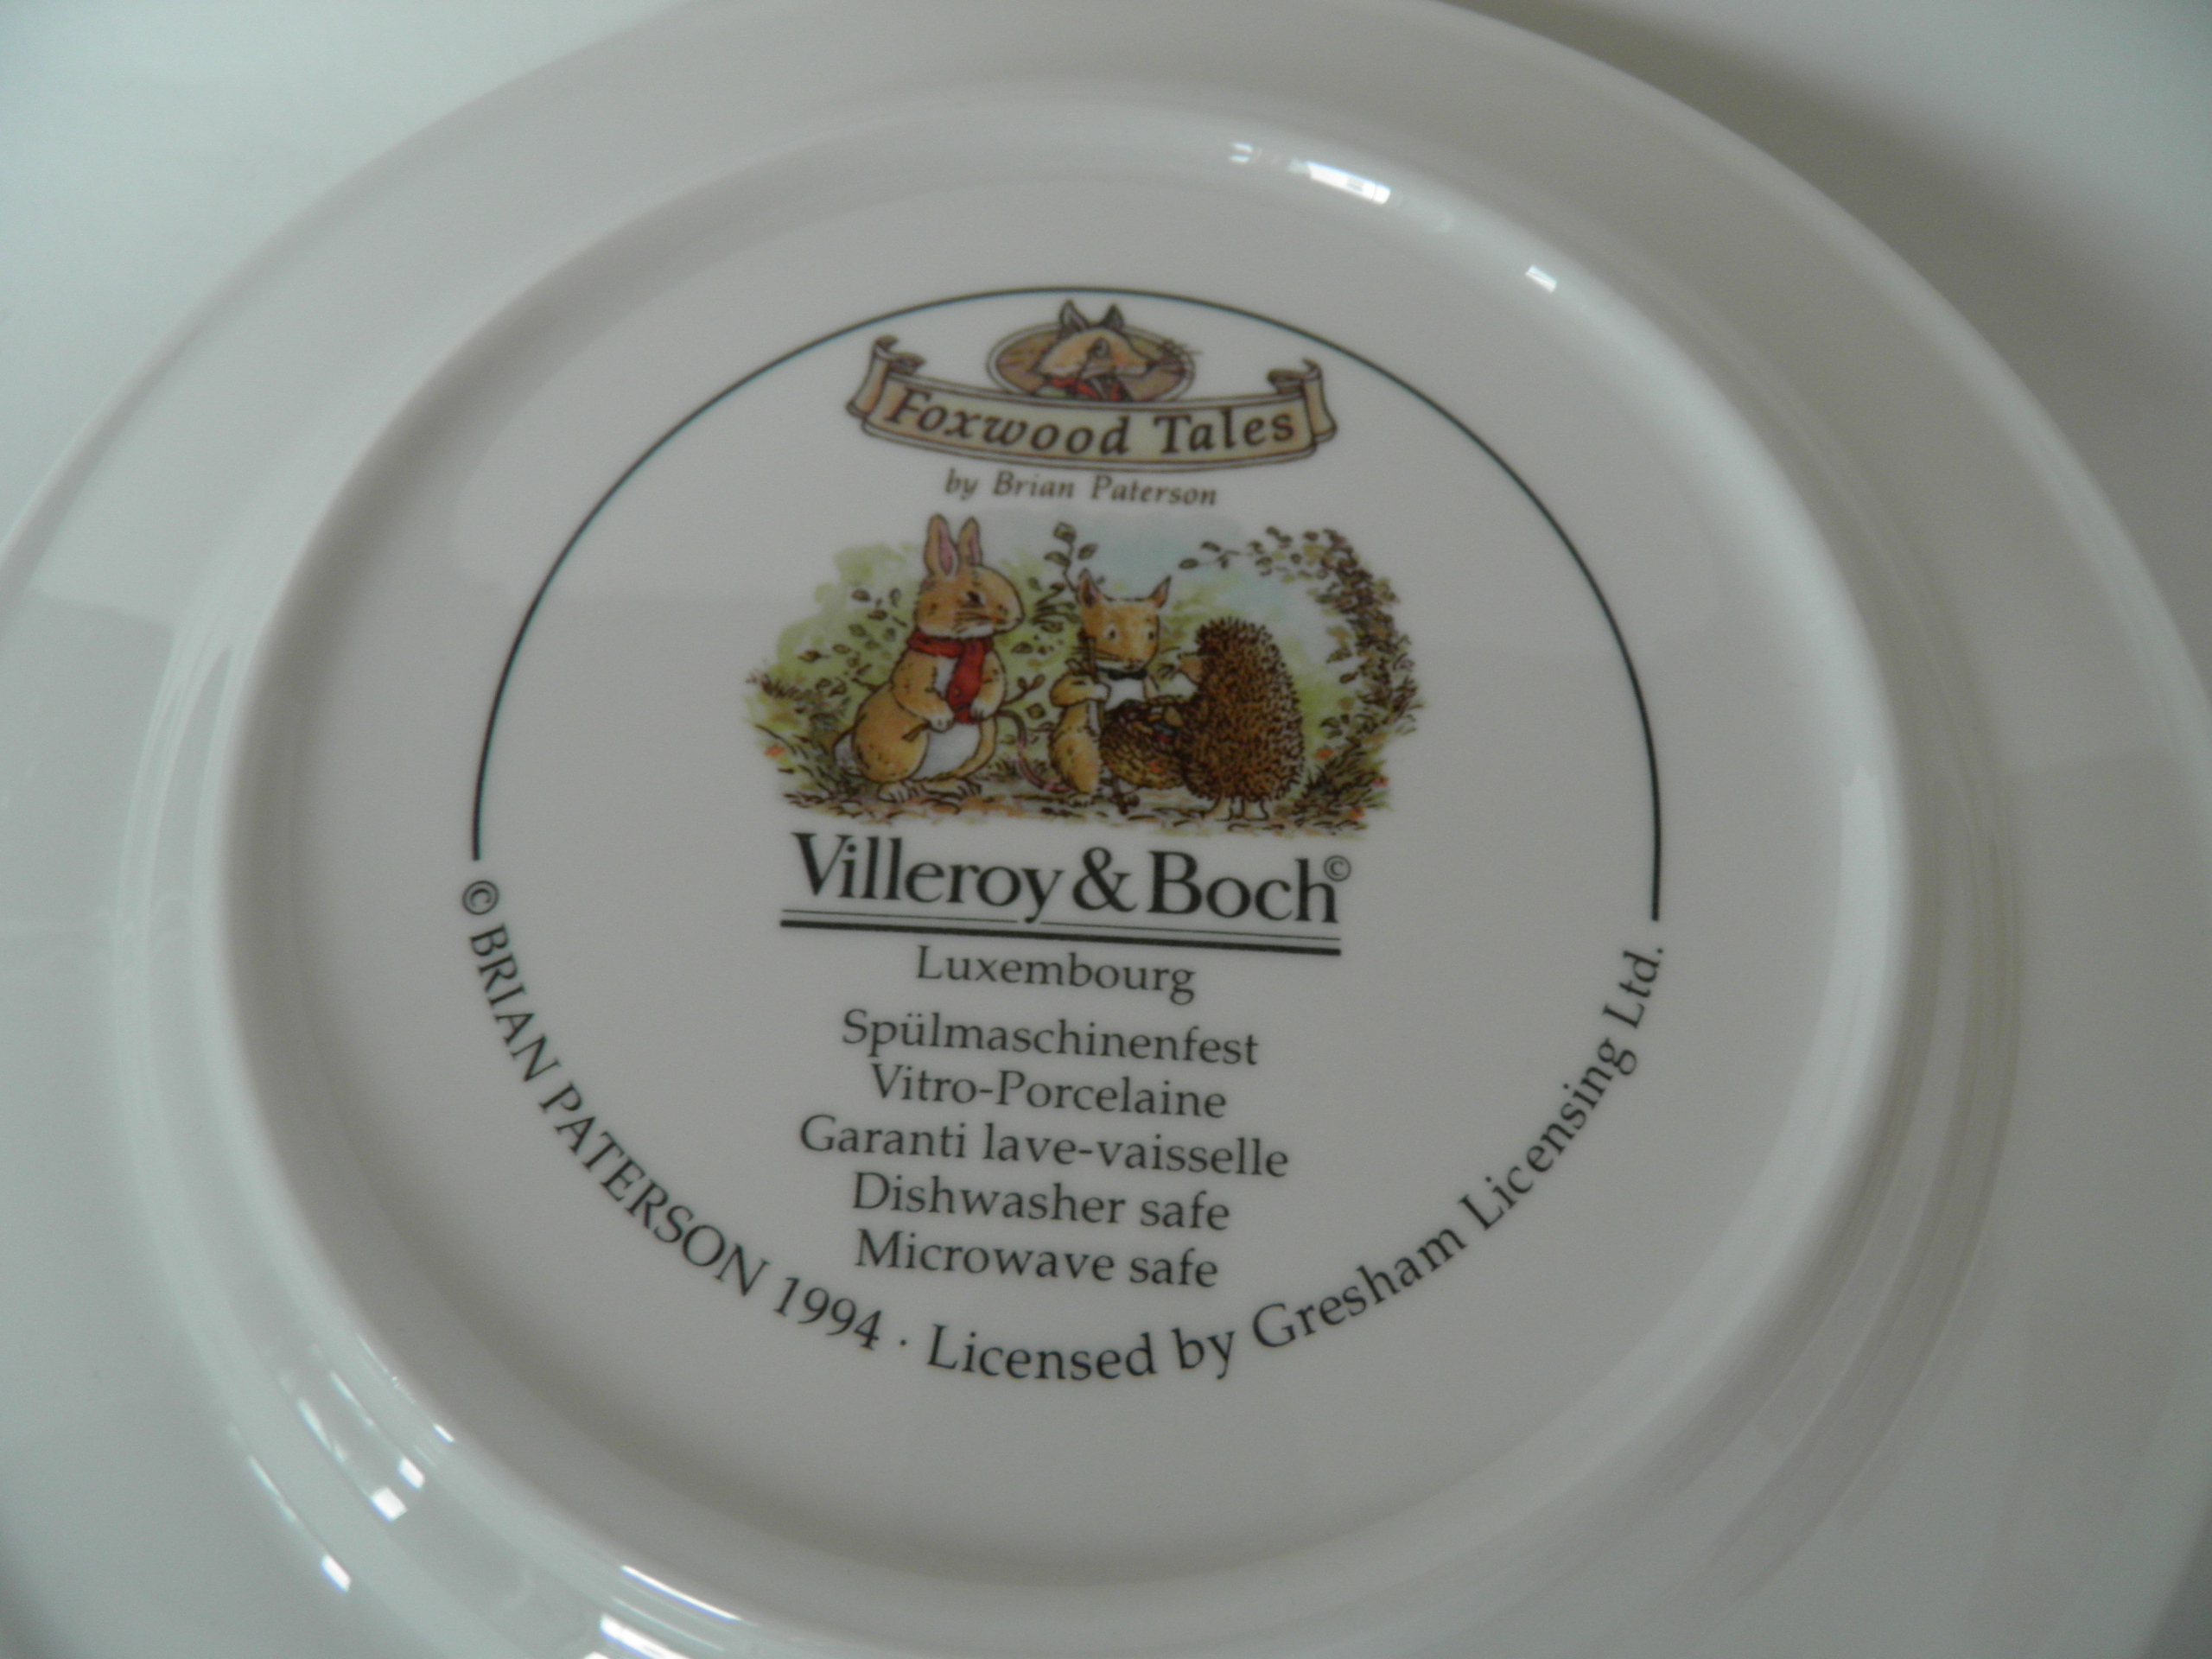 Foxwood Tales
by Brian Paterson
Villeroy & Boch©
Luxembourg
Spülmaschinenfest
Vitro-Porcelaine
Garanti lave-vaisselle
Dishwasher safe
Microwave safe
© BRIAN PATERSON 1994 · Licensed by Gresham Licensing Ltd.